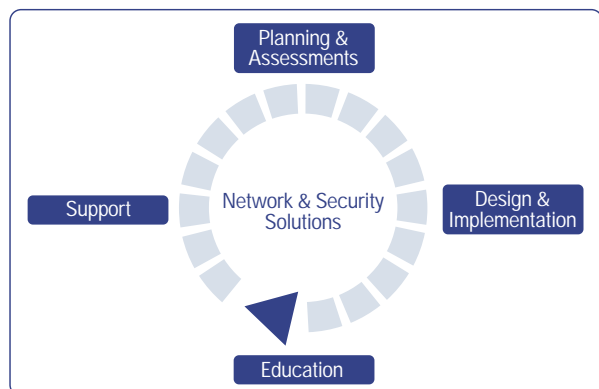 Planning &
Assessments
Support
Network & Security
Solutions
Design &
Implementation
Education